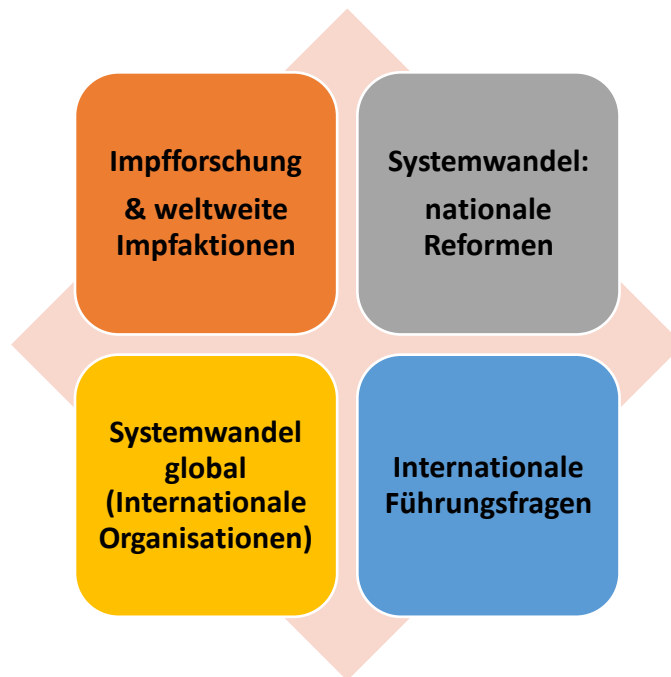 Impfforschung
& weltweite
Impfaktionen
Systemwandel:
nationale
Reformen
Systemwandel
global
(Internationale
Organisationen)
Internationale
Führungsfragen